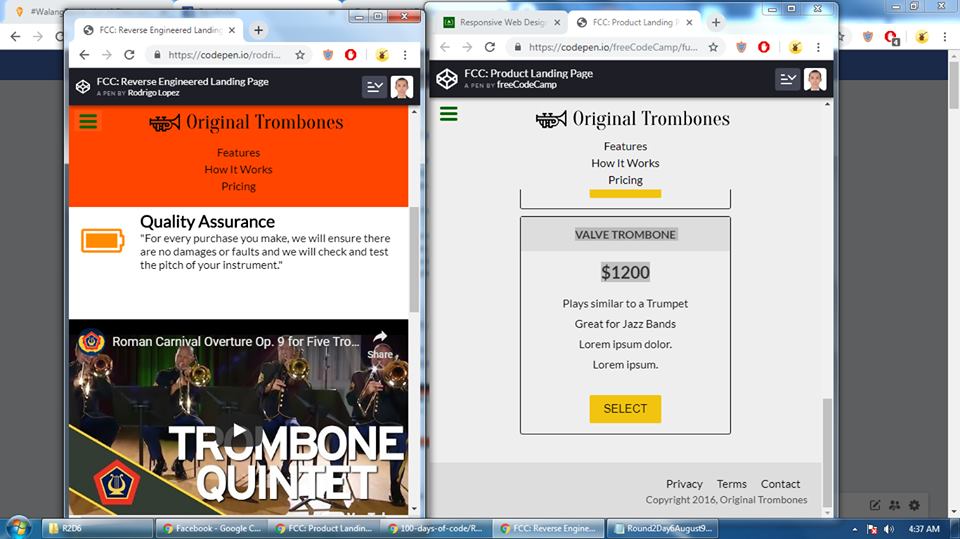 #Walang
FCC: Reverse Engineered Landing
https://codepen.io/rodri...
FCC: Reverse Engineered Landing Page
A PEN BY Rodrigo Lopez
Original Trombones
Features
How It Works
Pricing
Quality Assurance
"For every purchase you make, we will ensure there
are no damages or faults and we will check and test
the pitch of your instrument."
Roman Carnival Overture Op. 9 for Five Tro...
Share
TROMBONE
QUINTET
Responsive Web Design
FCC: Product Landing P
https://codepen.io/freeCodeCamp/fu...
4
FCC: Product Landing Page
A PEN BY freeCodeCamp
Original Trombones
Features
How It Works
Pricing
VALVE TROMBONE
$1200
Plays similar to a Trumpet
Great for Jazz Bands
Lorem ipsum dolor.
Lorem ipsum.
SELECT
Privacy Terms Contact
Copyright 2016, Original Trombones
R2D6
Facebook - Google C...
FCC: Product Landin...
100-days-of-code/R...
FCC: Reverse Engine...
Round2Day6August9...
4:37 AM